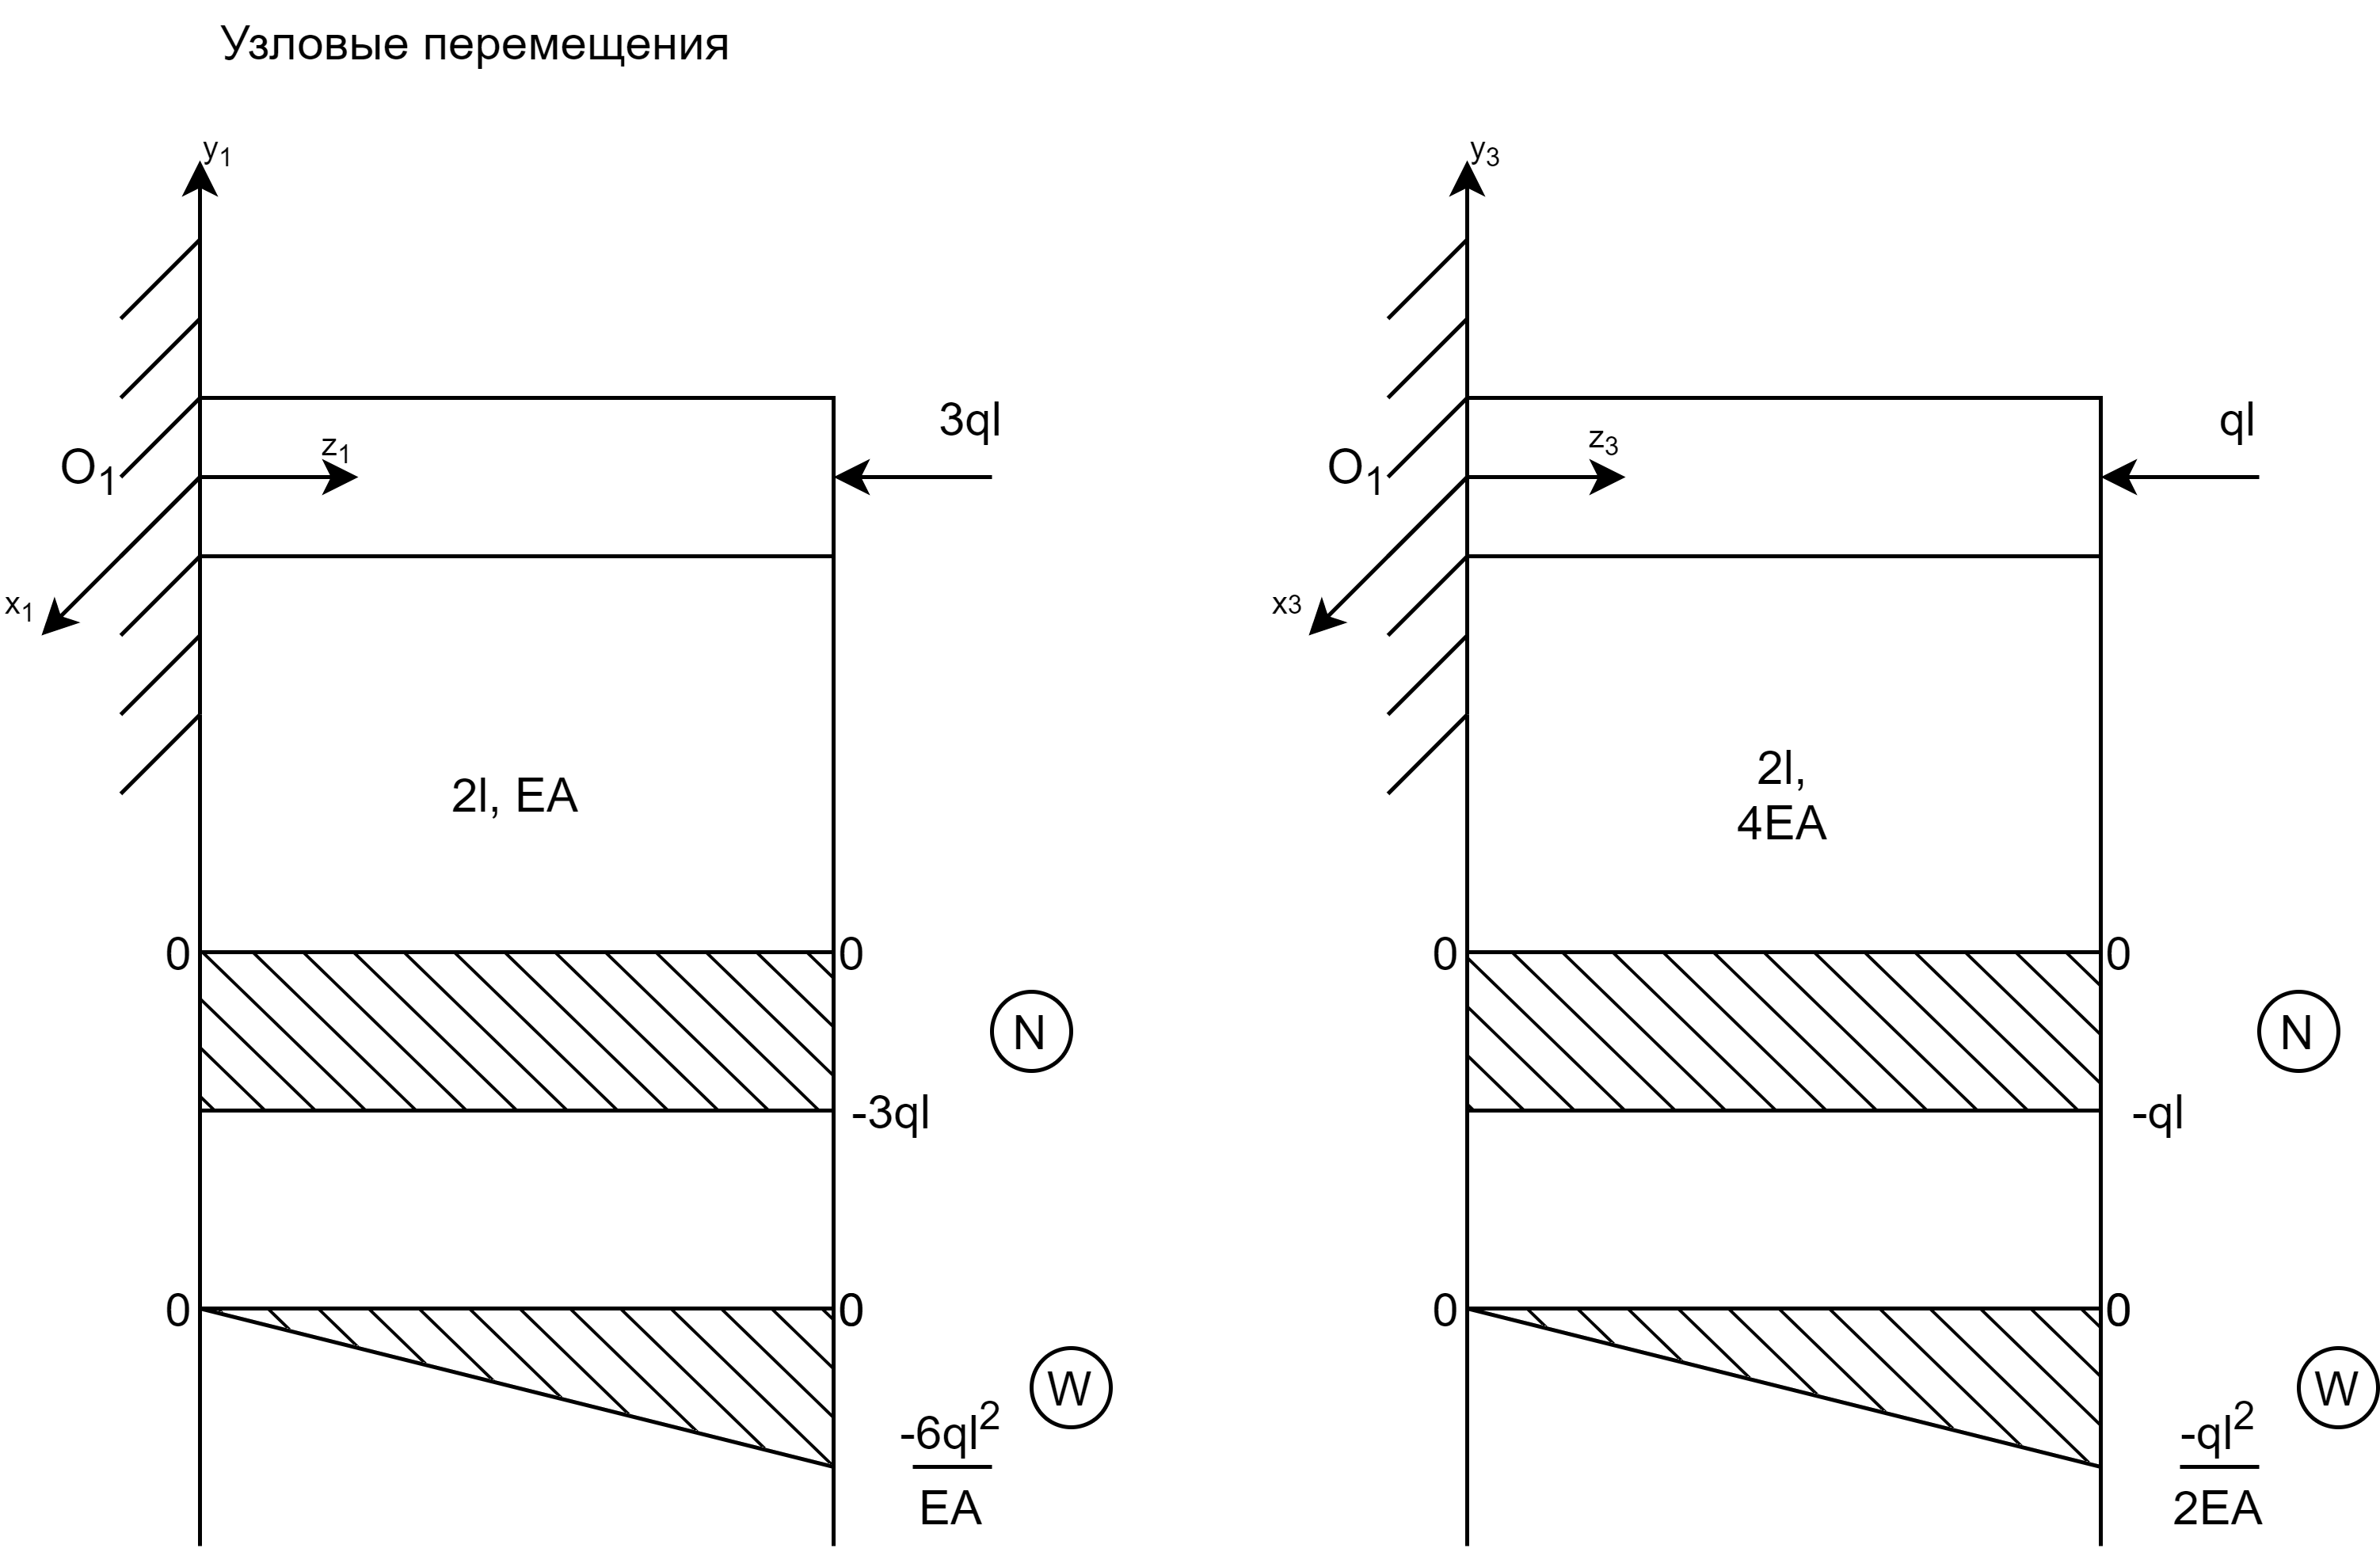 Узловые перемещения
y1
O1
z1
3ql
x1
2l, EA
0
0
N
-3ql
0
0
W
-6ql2
EA
y3
O1
z3
ql
x3
2l,
4EA
0
0
N
-ql
0
0
W
-ql2
2EA